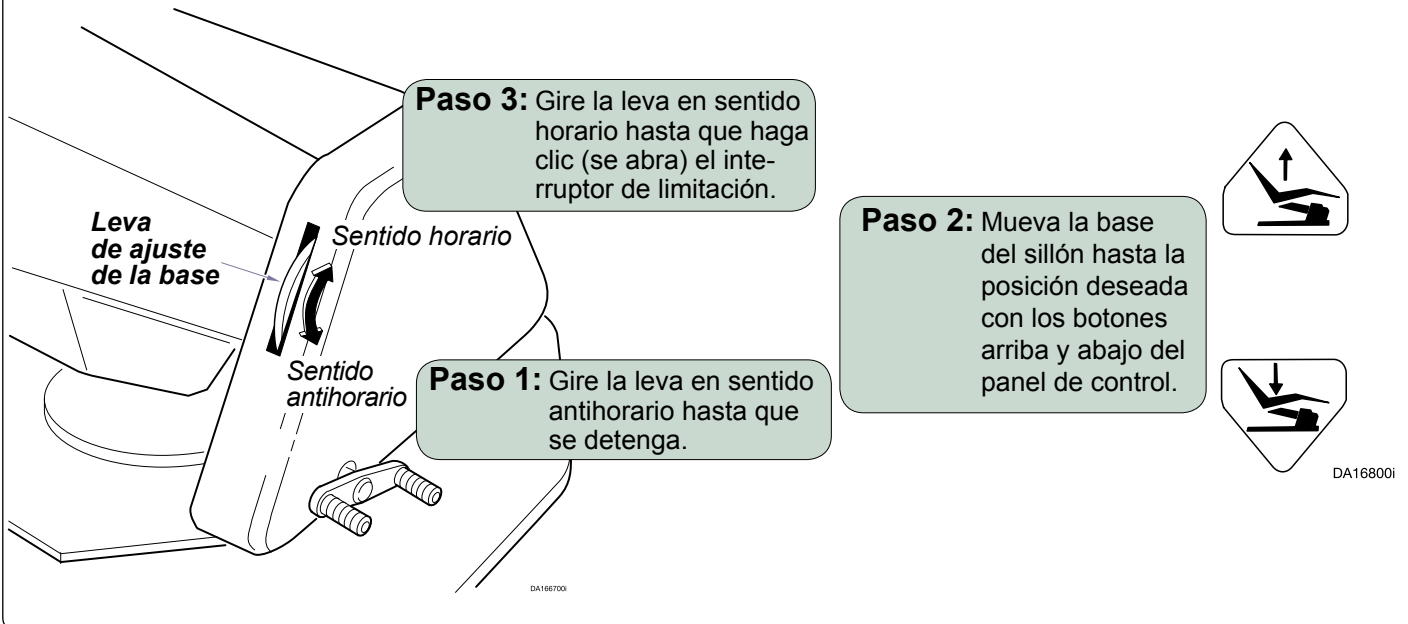 Paso 3: Gire la leva en sentido
horario hasta que haga
clic (se abra) el inte-
rruptor de limitación.
Leva
de ajuste
de la base
Sentido horario
Sentido
antihorario
Paso 1: Gire la leva en sentido
antihorario hasta que
se detenga.
DA166700i
Paso 2: Mueva la base
del sillón hasta la
posición deseada
con los botones
arriba y abajo del
panel de control.
DA16800i